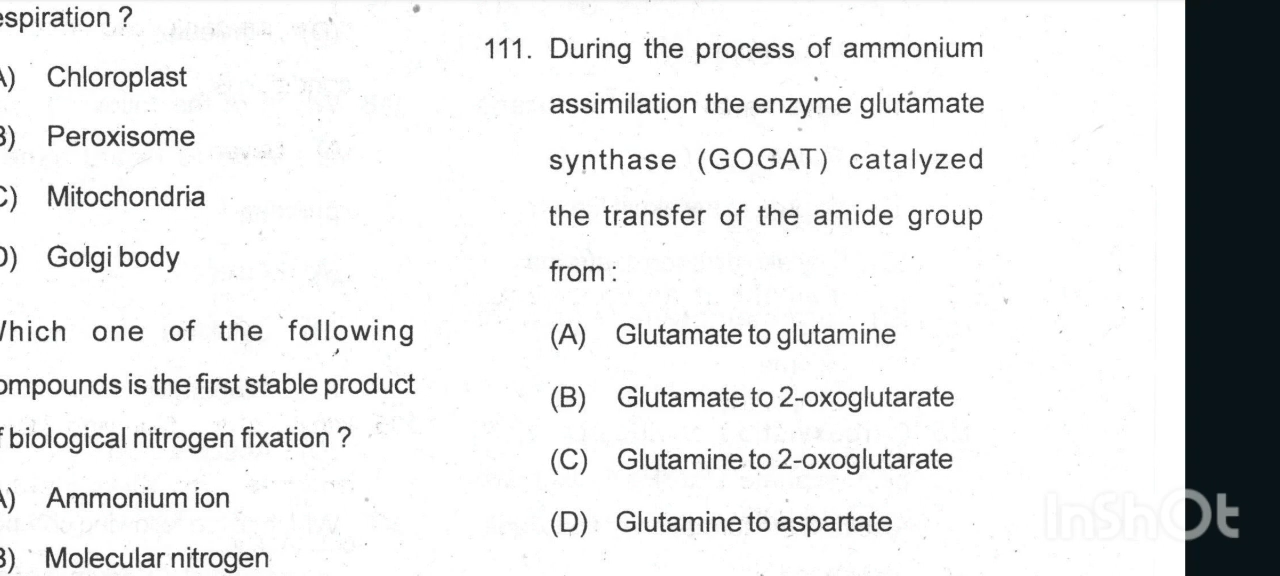 espiration ?
A) Chloroplast
B) Peroxisome
C) Mitochondria
D) Golgi body
Which one of the following
ompounds is the first stable product
f biological nitrogen fixation ?
A) Ammonium ion
B) Molecular nitrogen
111. During the process of ammonium
assimilation the enzyme glutamate
synthase (GOGAT) catalyzed
the transfer of the amide group
from :
(A) Glutamate to glutamine
(B) Glutamate to 2-oxoglutarate
(C) Glutamine to 2-oxoglutarate
(D) Glutamine to aspartate
InShOt